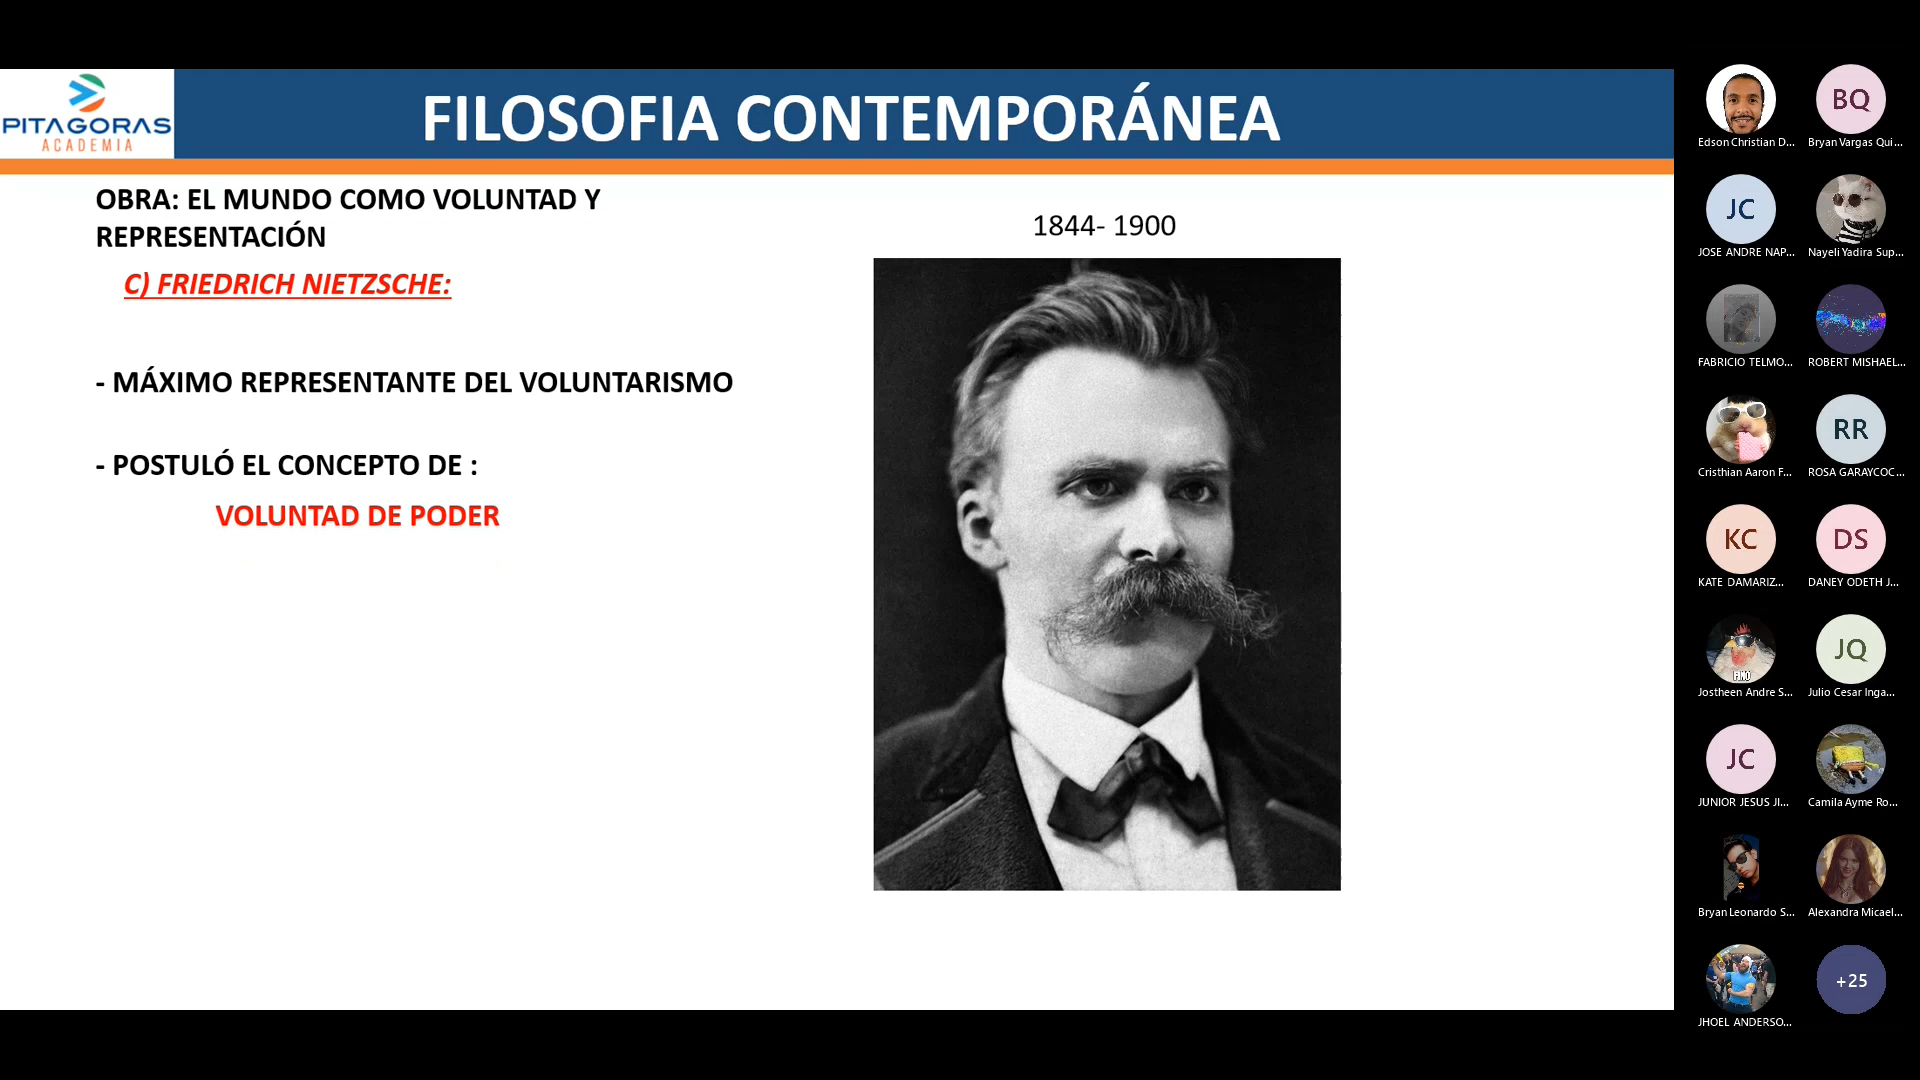 PITAGORAS
ACADEMIA
FILOSOFIA CONTEMPORÁNEA
OBRA: EL MUNDO COMO VOLUNTAD Y
REPRESENTACIÓN
C) FRIEDRICH NIETZSCHE:
- MÁXIMO REPRESENTANTE DEL VOLUNTARISMO
- POSTULÓ EL CONCEPTO DE :
VOLUNTAD DE PODER
1844- 1900
Edson Christian D...
BQ
Bryan Vargas Qui...
JC
JOSE ANDRE NAP...
Nayeli Yadira Sup...
FABRICIO TELMO...
ROBERT MISHAEL...
Cristhian Aaron F...
RR
ROSA GARAYCOC...
KC
KATE DAMARIZ...
DS
DANEY ODETH J...
FINO
Jostheen Andre S...
JQ
Julio Cesar Inga...
JC
JUNIOR JESUS JI...
Camila Ayme Ro...
Bryan Leonardo S...
Alexandra Micael...
JHOEL ANDERSO...
+25